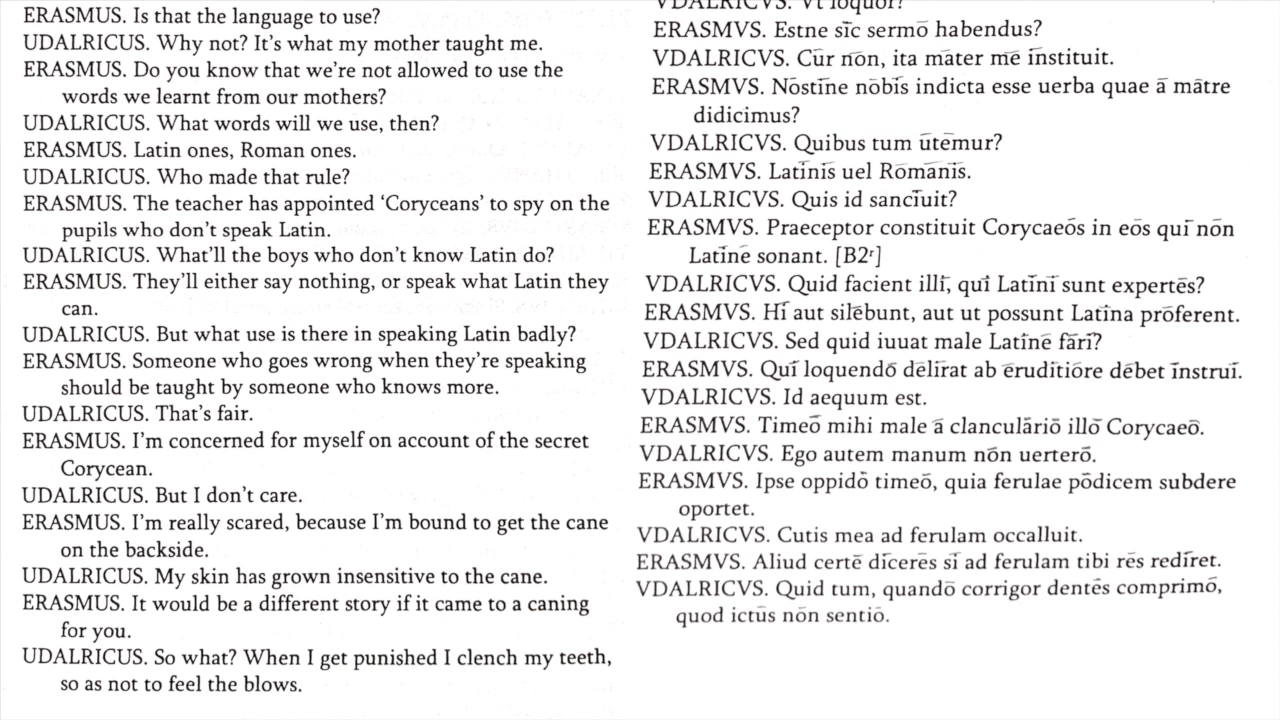 ERASMUS. Is that the language to use?
UDALRICUS. Why not? It's what my mother taught me.
ERASMUS. Do you know that we're not allowed to use the
words we learnt from our mothers?
UDALRICUS. What words will we use, then?
ERASMUS. Latin ones, Roman ones.
UDALRICUS. Who made that rule?
ERASMUS. The teacher has appointed ‘Coryceans’ to spy on the
pupils who don't speak Latin.
UDALRICUS. What'll the boys who don't know Latin do?
ERASMUS. They'll either say nothing, or speak what Latin they
can.
UDALRICUS. But what use is there in speaking Latin badly?
ERASMUS. Someone who goes wrong when they're speaking
should be taught by someone who knows more.
UDALRICUS. That's fair.
ERASMUS. I'm concerned for myself on account of the secret
Corycean.
UDALRICUS. But I don't care.
ERASMUS. I'm really scared, because I'm bound to get the cane
on the backside.
UDALRICUS. My skin has grown insensitive to the cane.
ERASMUS. It would be a different story if it came to a caning
for you.
UDALRICUS. So what? When I get punished I clench my teeth,
so as not to feel the blows.
VDALRICVS. Vt loquor?
ERASMVS. Estne sīc sermō habendus?
VDALRICVS. Cūr nōn, ita māter mē īnstituit.
ERASMVS. Nōstīne nōbīs indicta esse uerba quae ā mātre
didicimus?
VDALRICVS. Quibus tum ūtēmur?
ERASMVS. Latīnīs uel Rōmānīs.
VDALRICVS. Quis id sancīuit?
ERASMVS. Praeceptor constituit Corycaeōs in eōs quī nōn
Latīnē sonant. [B2ʳ]
VDALRICVS. Quid facient illī, quī Latīnī sunt expertēs?
ERASMVS. Hī aut silēbunt, aut ut possunt Latīna prōferent.
VDALRICVS. Sed quid iuuat male Latīnē fārī?
ERASMVS. Quī loquendō dēlīrat ab ērudītiōre dēbet īnstruī.
VDALRICVS. Id aequum est.
ERASMVS. Timeō mihi male ā clanculāriō illō Corycaeō.
VDALRICVS. Ego autem manum nōn uerterō.
ERASMVS. Ipse oppidō timeō, quia ferulae pōdicem subdere
oportet.
VDALRICVS. Cutis mea ad ferulam occalluit.
ERASMVS. Aliud certē dīcerēs sī ad ferulam tibi rēs redīret.
VDALRICVS. Quid tum, quandō corrigor dentēs comprimō,
quod ictūs nōn sentiō.